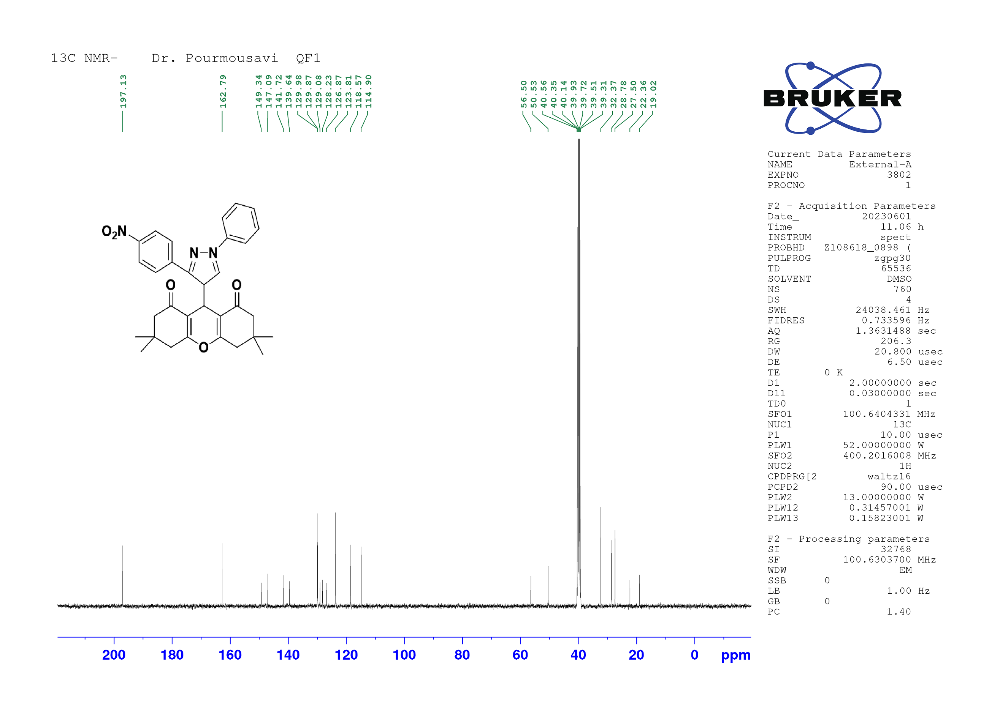 13C NMR-    Dr. Pourmousavi  QF1
197.13
162.79
149.34
147.09
141.72
139.64
129.98
129.87
129.08
128.23
126.87
123.81
118.57
114.90
56.50
50.53
40.56
40.35
40.14
39.93
39.72
39.51
39.31
32.37
28.78
27.50
22.36
19.02
BRUKER
O2N
N
N
O
O
O
Current Data Parameters
NAME External-A
EXPNO 3802
PROCNO 1
F2 - Acquisition Parameters
Date_ 20230601
Time 11.06 h
INSTRUM spect
PROBHD Z108618_0898 (
PULPROG zgpg30
TD 65536
SOLVENT DMSO
NS 760
DS 4
SWH 24038.461 Hz
FIDRES 0.733596 Hz
AQ 1.3631488 sec
RG 206.3
DW 20.800 usec
DE 6.50 usec
TE 0 K
D1 2.00000000 sec
D11 0.03000000 sec
TD0 1
SFO1 100.6404331 MHz
NUC1 13C
P1 10.00 usec
PLW1 52.00000000 W
SFO2 400.2016008 MHz
NUC2 1H
CPDPRG[2 waltz16
PCPD2 90.00 usec
PLW2 13.00000000 W
PLW12 0.31457001 W
PLW13 0.15823001 W
F2 - Processing parameters
SI 32768
SF 100.6303700 MHz
WDW EM
SSB 0
LB 1.00 Hz
GB 0
PC 1.40
200 180 160 140 120 100 80 60 40 20 0 ppm